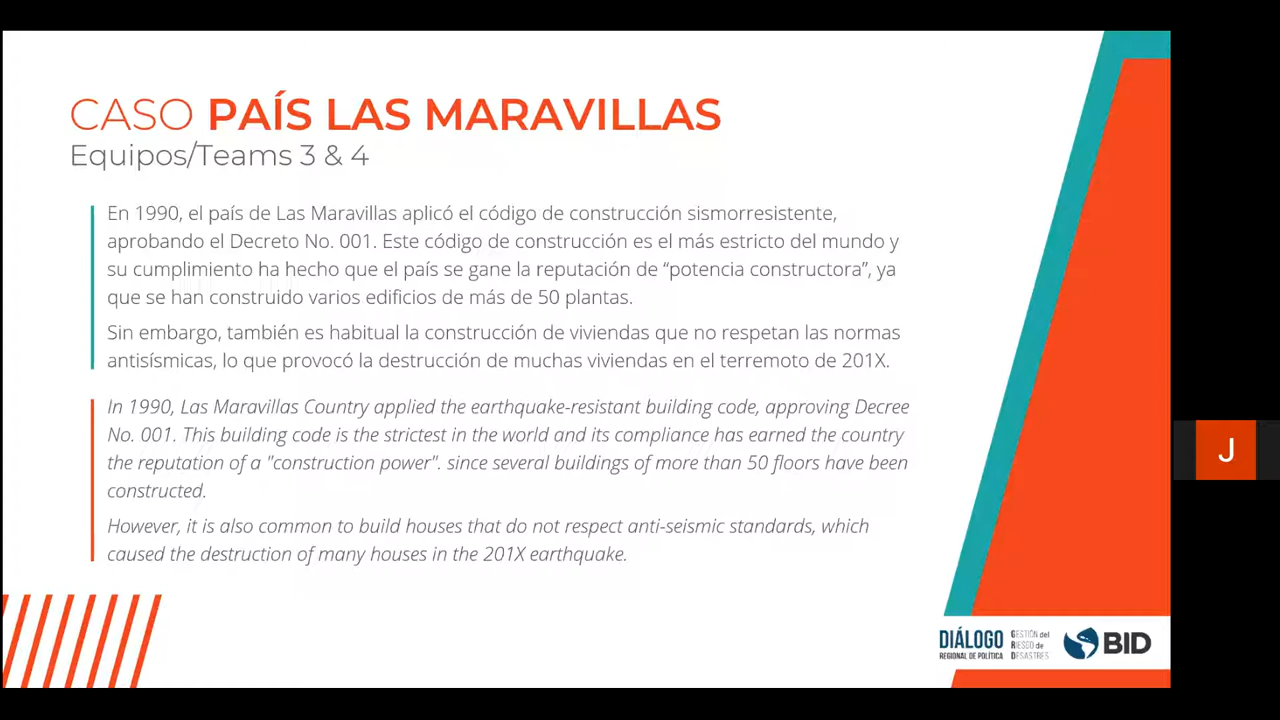 CASO PAÍS LAS MARAVILLAS
Equipos/Teams 3 & 4
En 1990, el país de Las Maravillas aplicó el código de construcción sismorresistente,
aprobando el Decreto No. 001. Este código de construcción es el más estricto del mundo y
su cumplimiento ha hecho que el país se gane la reputación de “potencia constructora”, ya
que se han construido varios edificios de más de 50 plantas.
Sin embargo, también es habitual la construcción de viviendas que no respetan las normas
antisísmicas, lo que provocó la destrucción de muchas viviendas en el terremoto de 201X.
In 1990, Las Maravillas Country applied the earthquake-resistant building code, approving Decree
No. 001. This building code is the strictest in the world and its compliance has earned the country
the reputation of a "construction power". since several buildings of more than 50 floors have been
constructed.
However, it is also common to build houses that do not respect anti-seismic standards, which
caused the destruction of many houses in the 201X earthquake.
J
DIÁLOGO
REGIONAL DE POLÍTICA
GESTIÓN del
RIESGO de
DESASTRES
BID